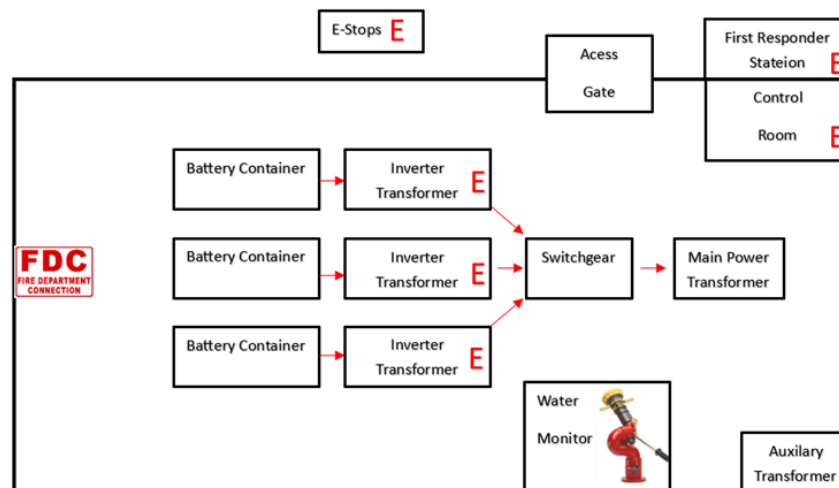 E-Stops E
Acess
Gate
First Responder
Stateion E
Control
Room E
Battery Container
Inverter
Transformer E
Battery Container
Inverter
Transformer E
Switchgear
Main Power
Transformer
FDC
FIRE DEPARTMENT
CONNECTION
Battery Container
Inverter
Transformer E
Water
Monitor
Auxilary
Transformer